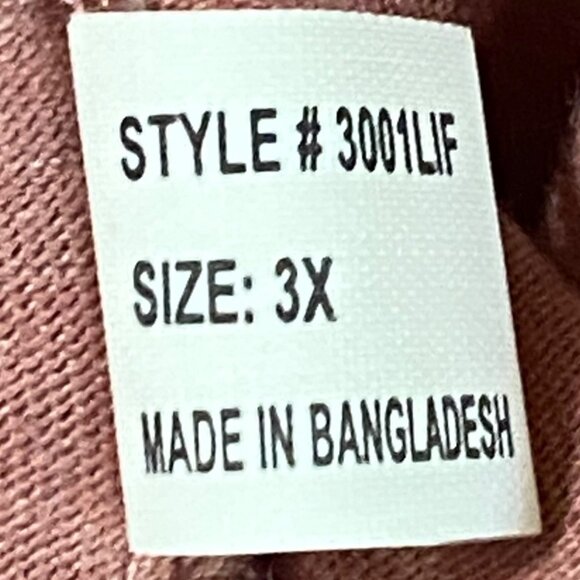 STYLE # 3001LIF
SIZE: 3X
MADE IN BANGLADESH